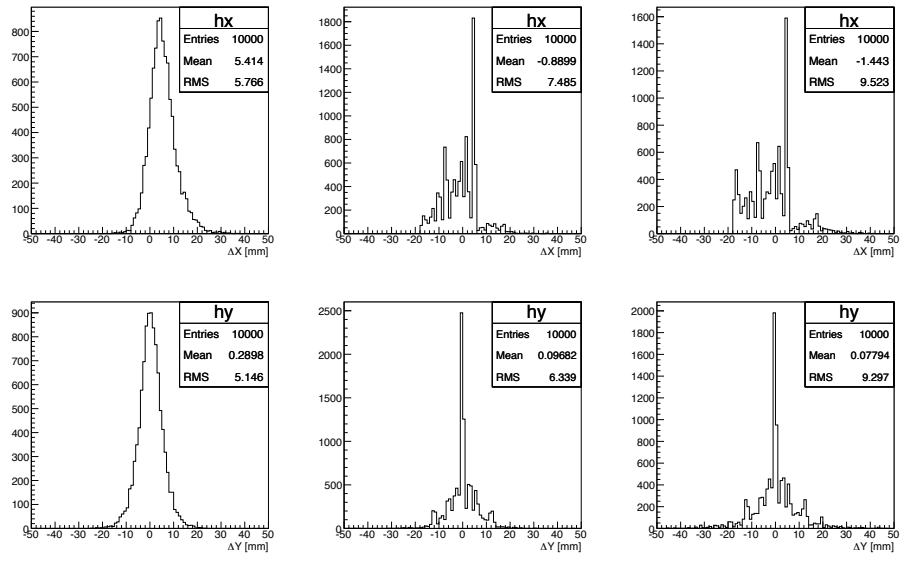 hx
Entries 10000
Mean 5.414
RMS 5.766
800
700
600
500
400
300
200
100
0
-50 -40 -30 -20 -10 0 10 20 30 40 50
ΔX [mm]
hx
Entries 10000
Mean -0.8899
RMS 7.485
1800
1600
1400
1200
1000
800
600
400
200
0
-50 -40 -30 -20 -10 0 10 20 30 40 50
ΔX [mm]
hx
Entries 10000
Mean -1.443
RMS 9.523
1600
1400
1200
1000
800
600
400
200
0
-50 -40 -30 -20 -10 0 10 20 30 40 50
ΔX [mm]
hy
Entries 10000
Mean 0.2898
RMS 5.146
900
800
700
600
500
400
300
200
100
0
-50 -40 -30 -20 -10 0 10 20 30 40 50
ΔY [mm]
hy
Entries 10000
Mean 0.09682
RMS 6.339
2500
2000
1500
1000
500
0
-50 -40 -30 -20 -10 0 10 20 30 40 50
ΔY [mm]
hy
Entries 10000
Mean 0.07794
RMS 9.297
2000
1800
1600
1400
1200
1000
800
600
400
200
0
-50 -40 -30 -20 -10 0 10 20 30 40 50
ΔY [mm]